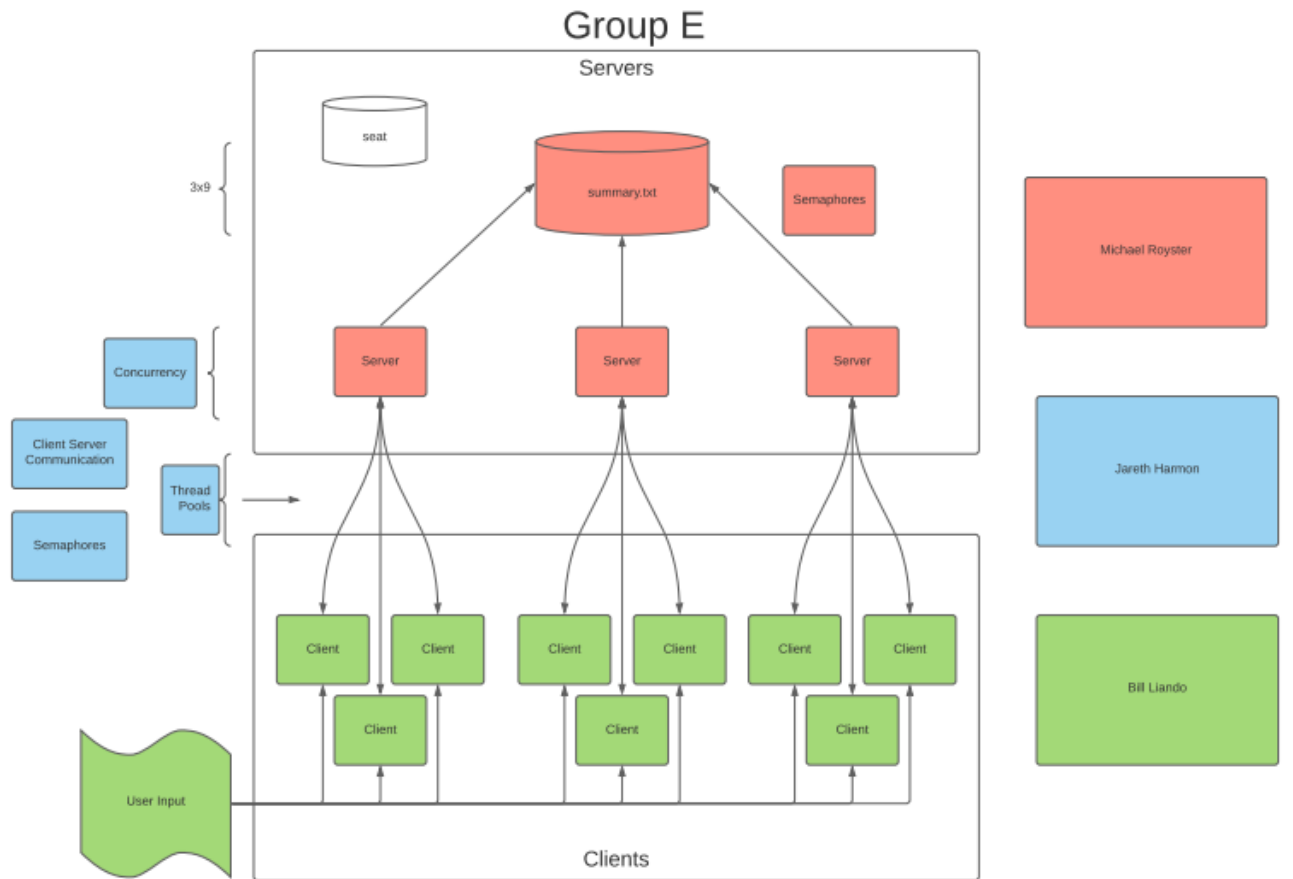 Group E
Servers
seat
3x9
summary.txt
Semaphores
Michael Royster
Server
Server
Server
Concurrency
Client Server
Communication
Thread
Pools
Semaphores
Jareth Harmon
Client
Client
Client
Client
Client
Client
Client
Client
Client
Bill Liando
User Input
Clients